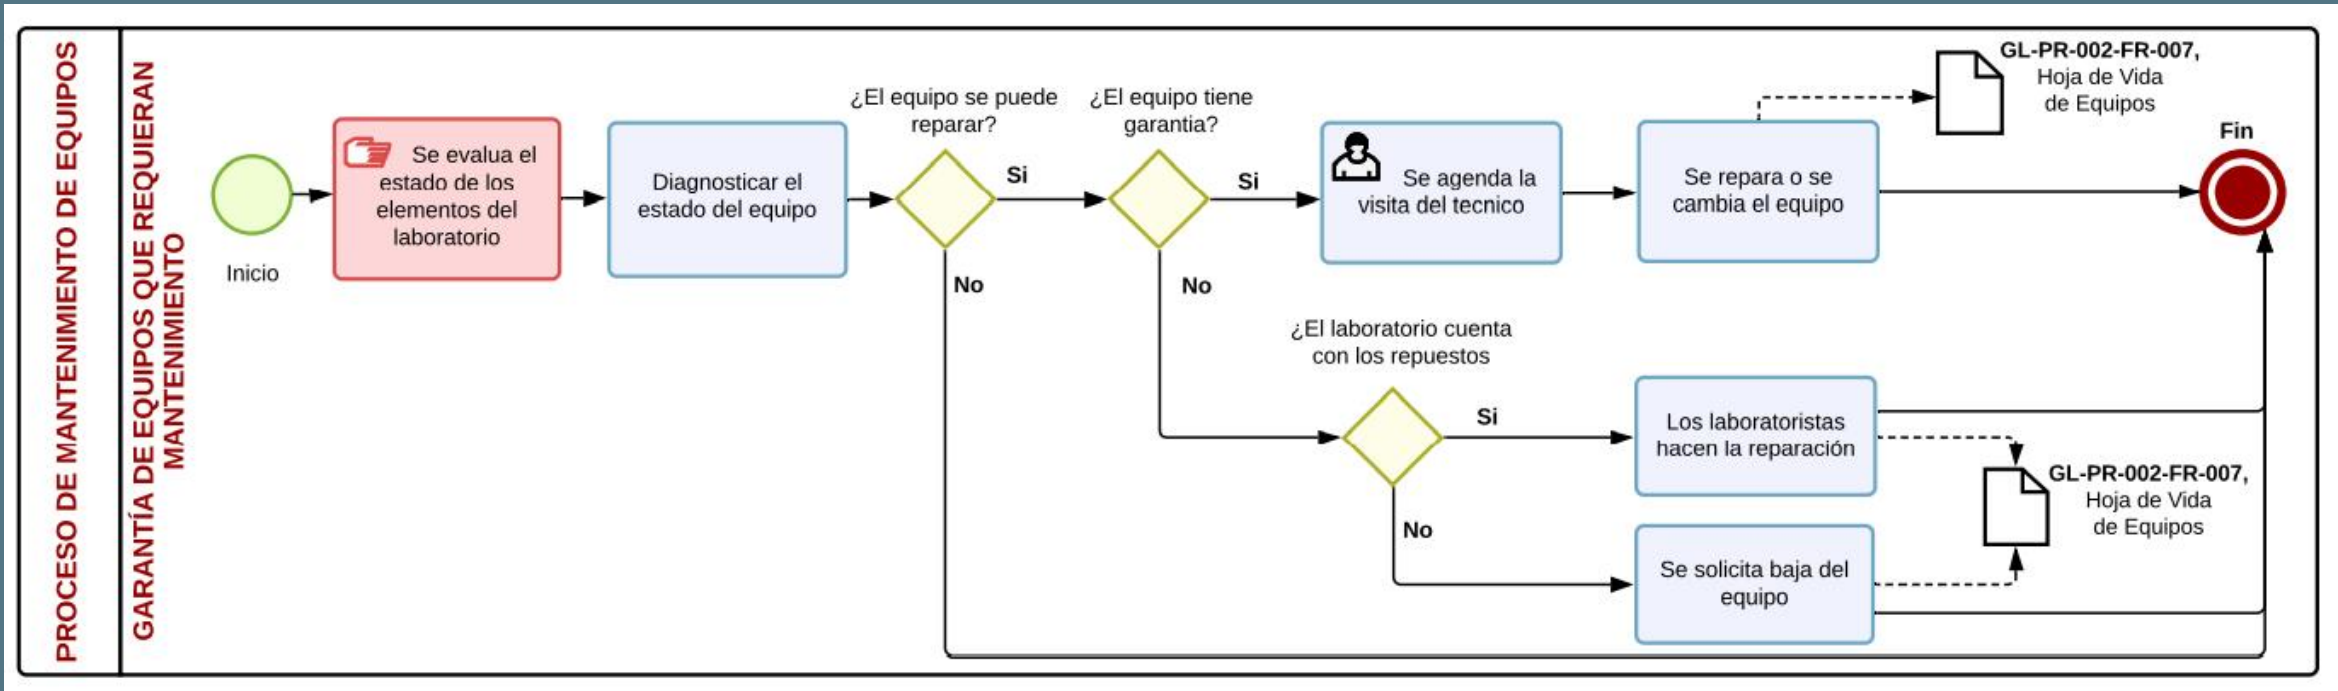 PROCESO DE MANTENIMIENTO DE EQUIPOS
GARANTÍA DE EQUIPOS QUE REQUIERAN
MANTENIMIENTO
Inicio
Se evalua el
estado de los
elementos del
laboratorio
Diagnosticar el
estado del equipo
¿El equipo se puede
reparar?
Si
No
¿El equipo tiene
garantia?
Si
No
Se agenda la
visita del tecnico
Se repara o se
cambia el equipo
GL-PR-002-FR-007,
Hoja de Vida
de Equipos
Fin
¿El laboratorio cuenta
con los repuestos
Si
No
Los laboratoristas
hacen la reparación
GL-PR-002-FR-007,
Hoja de Vida
de Equipos
Se solicita baja del
equipo